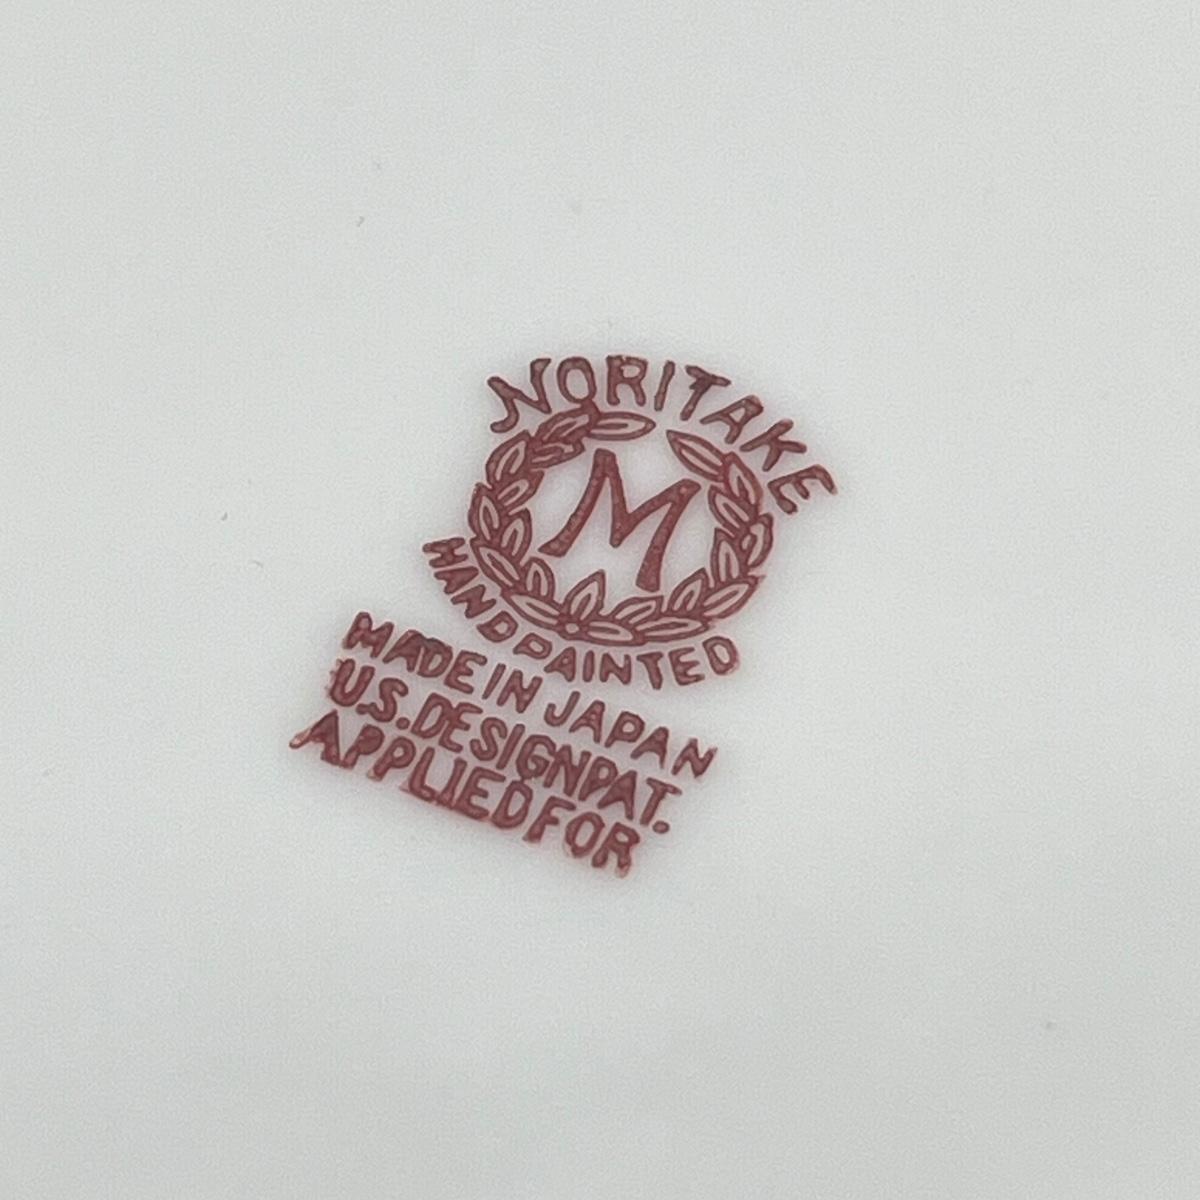 NORITAKE
M
HANDPAINTED
MADE IN JAPAN
U.S. DESIGN PAT.
APPLIED FOR